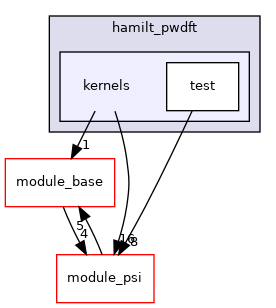 hamilt_pwdft
kernels
test
1
module_base
5
4
16
8
module_psi